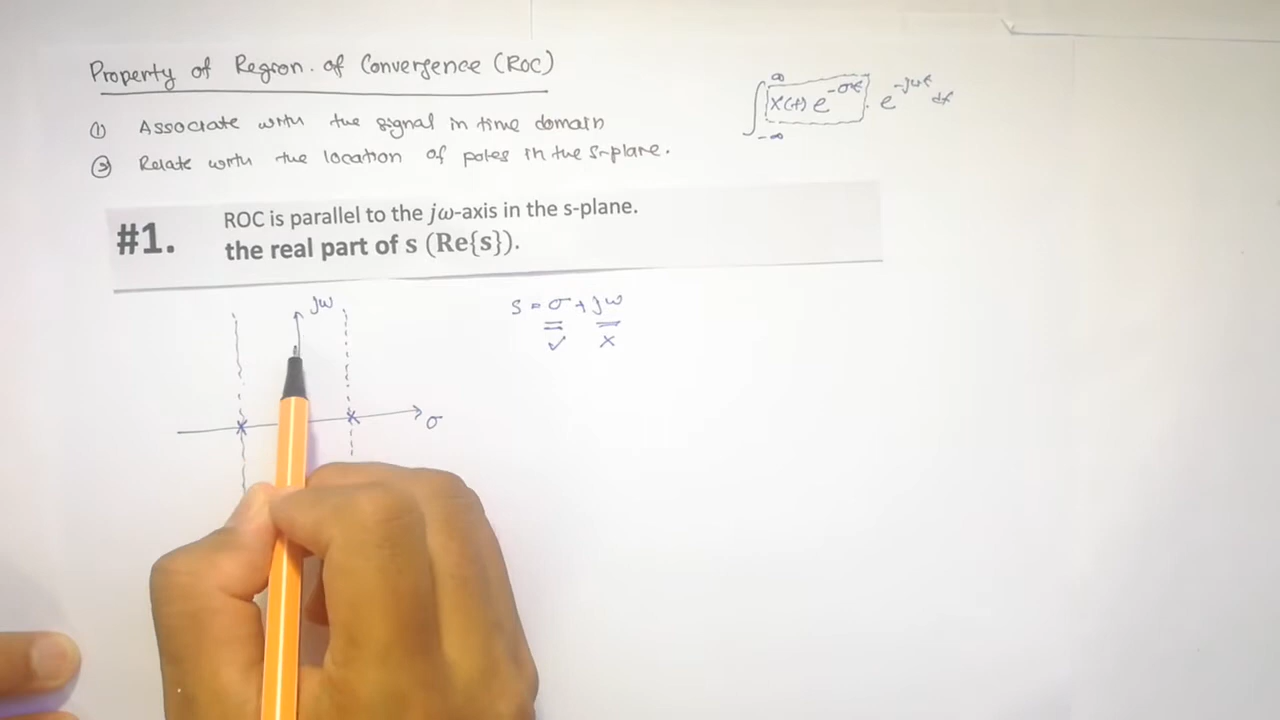 Property of Region of Convergence (ROC)
∫_{-∞}^{∞} x(t) e^{-σt} · e^{-jωt} dt
① Associate with the signal in time domain
② Relate with the location of poles in the s-plane.
#1. ROC is parallel to the jω-axis in the s-plane.
the real part of s (Re{s}).
jω
s = σ + jω
✓ x
σ